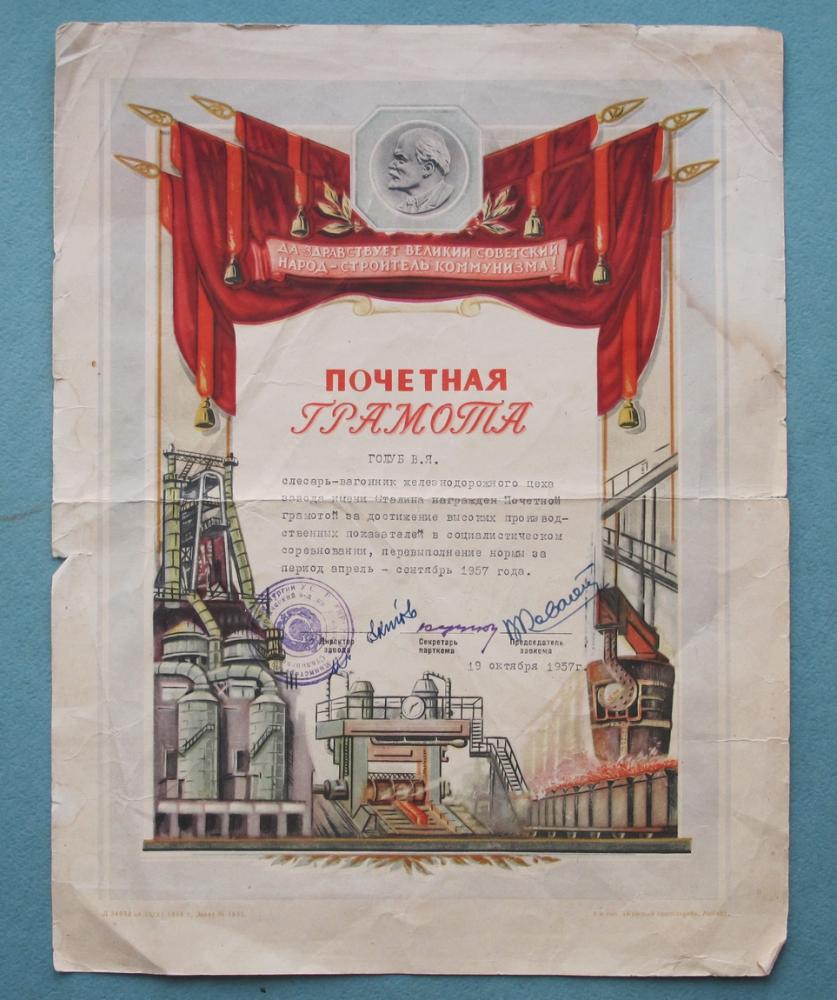 ДА ЗДРАВСТВУЕТ ВЕЛИКИЙ СОВЕТСКИЙ
НАРОД-СТРОИТЕЛЬ КОММУНИЗМА!
ПОЧЕТНАЯ
ГРАМОТА
ГОЛУБ В.Я.
слесарь-вагонник железнодорожного цеха
завода имени Сталина награжден Почетной
грамотой за достижение высоких производ-
ственных показателей в социалистическом
соревновании, перевыполнение нормы за
период апрель - сентябрь 1957 года.
Директор завода
Секретарь парткома
Председатель завкома
19 октября 1957г.